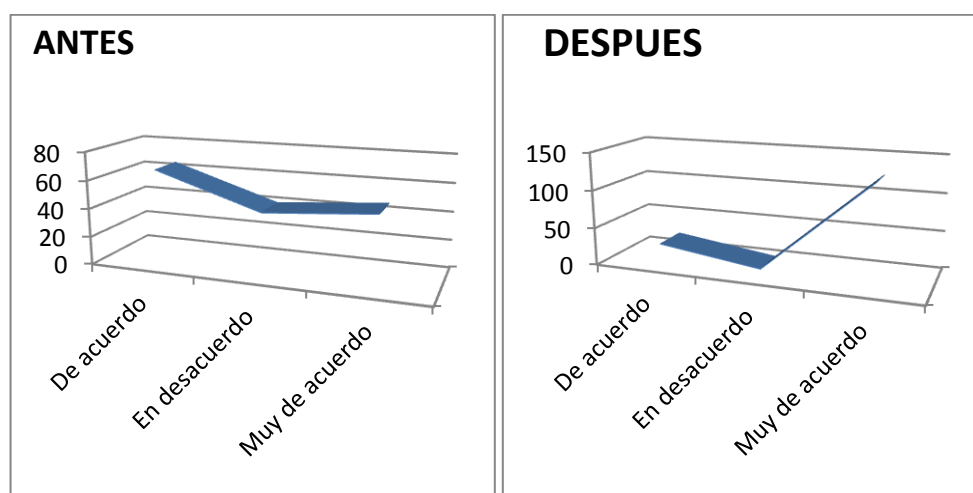 ANTES
80
60
40
20
0
De acuerdo
En desacuerdo
Muy de acuerdo
DESPUES
150
100
50
0
De acuerdo
En desacuerdo
Muy de acuerdo